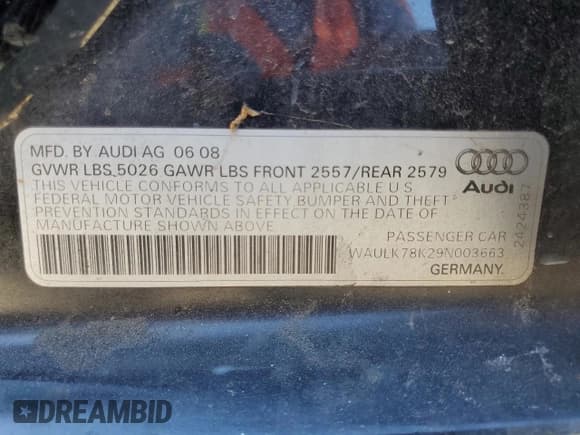 MFD. BY AUDI AG 06 08
GVWR LBS.5026 GAWR LBS FRONT 2557/REAR 2579
THIS VEHICLE CONFORMS TO ALL APPLICABLE U S
FEDERAL MOTOR VEHICLE SAFETY BUMPER AND THEFT
PREVENTION STANDARDS IN EFFECT ON THE DATE OF
MANUFACTURE SHOWN ABOVE
PASSENGER CAR
WAULK78K29N003663
GERMANY
Audi
2424387
DREAMBID